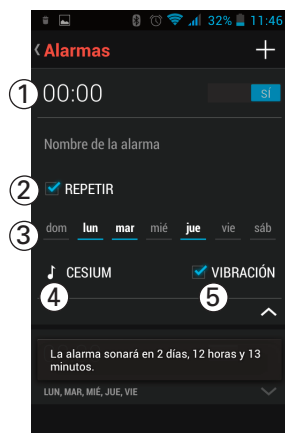 32% 11:46
Alarmas
1 00:00 sí
Nombre de la alarma
2 REPETIR
3 dom lun mar mié jue vie sáb
CESIUM VIBRACIÓN
4 5
La alarma sonará en 2 días, 12 horas y 13
minutos.
LUN, MAR, MIÉ, JUE, VIE